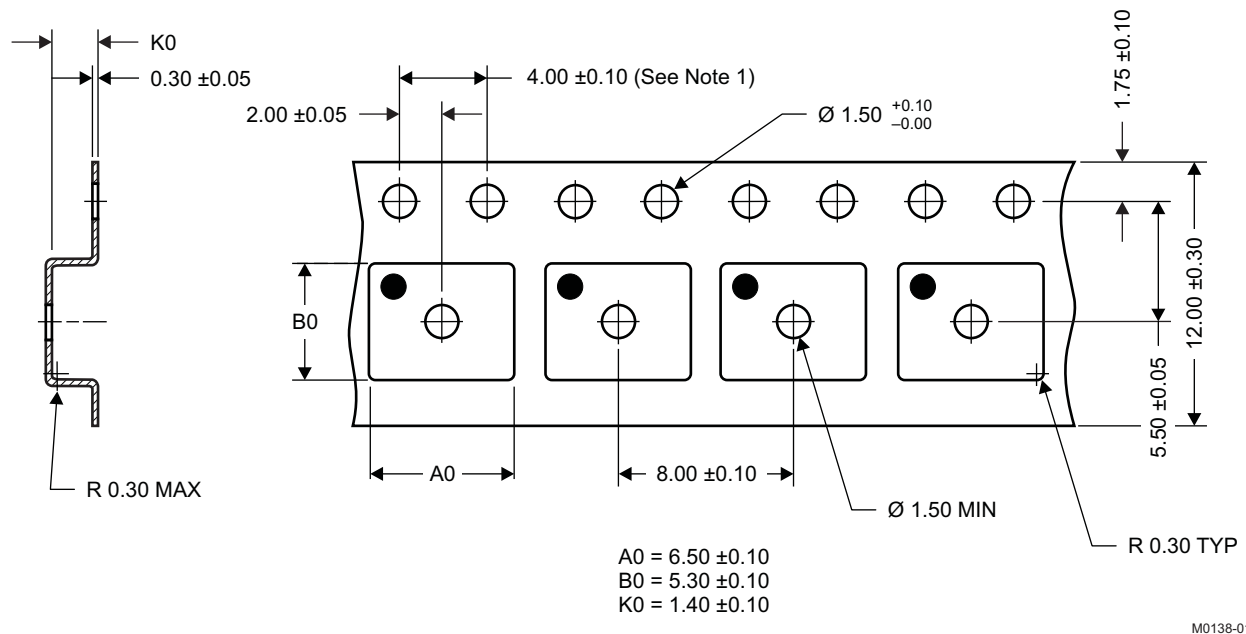 K0
0.30 ±0.05
4.00 ±0.10 (See Note 1)
2.00 ±0.05
Ø 1.50 +0.10 –0.00
1.75 ±0.10
B0
12.00 ±0.30
5.50 ±0.05
A0
8.00 ±0.10
R 0.30 MAX
Ø 1.50 MIN
R 0.30 TYP
A0 = 6.50 ±0.10
B0 = 5.30 ±0.10
K0 = 1.40 ±0.10